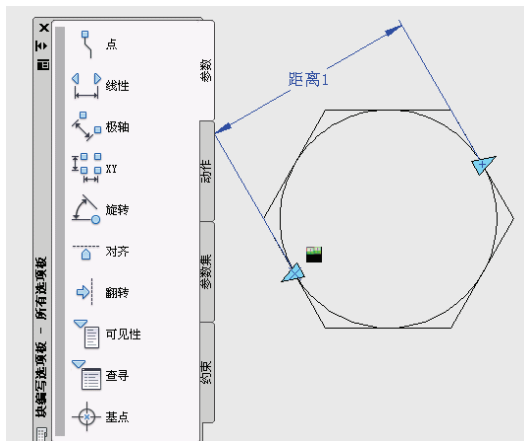 块编写选项板 - 所有选项板
点
线性
极轴
XY
旋转
对齐
翻转
可见性
查寻
基点
参数
动作
参数集
约束
距离1